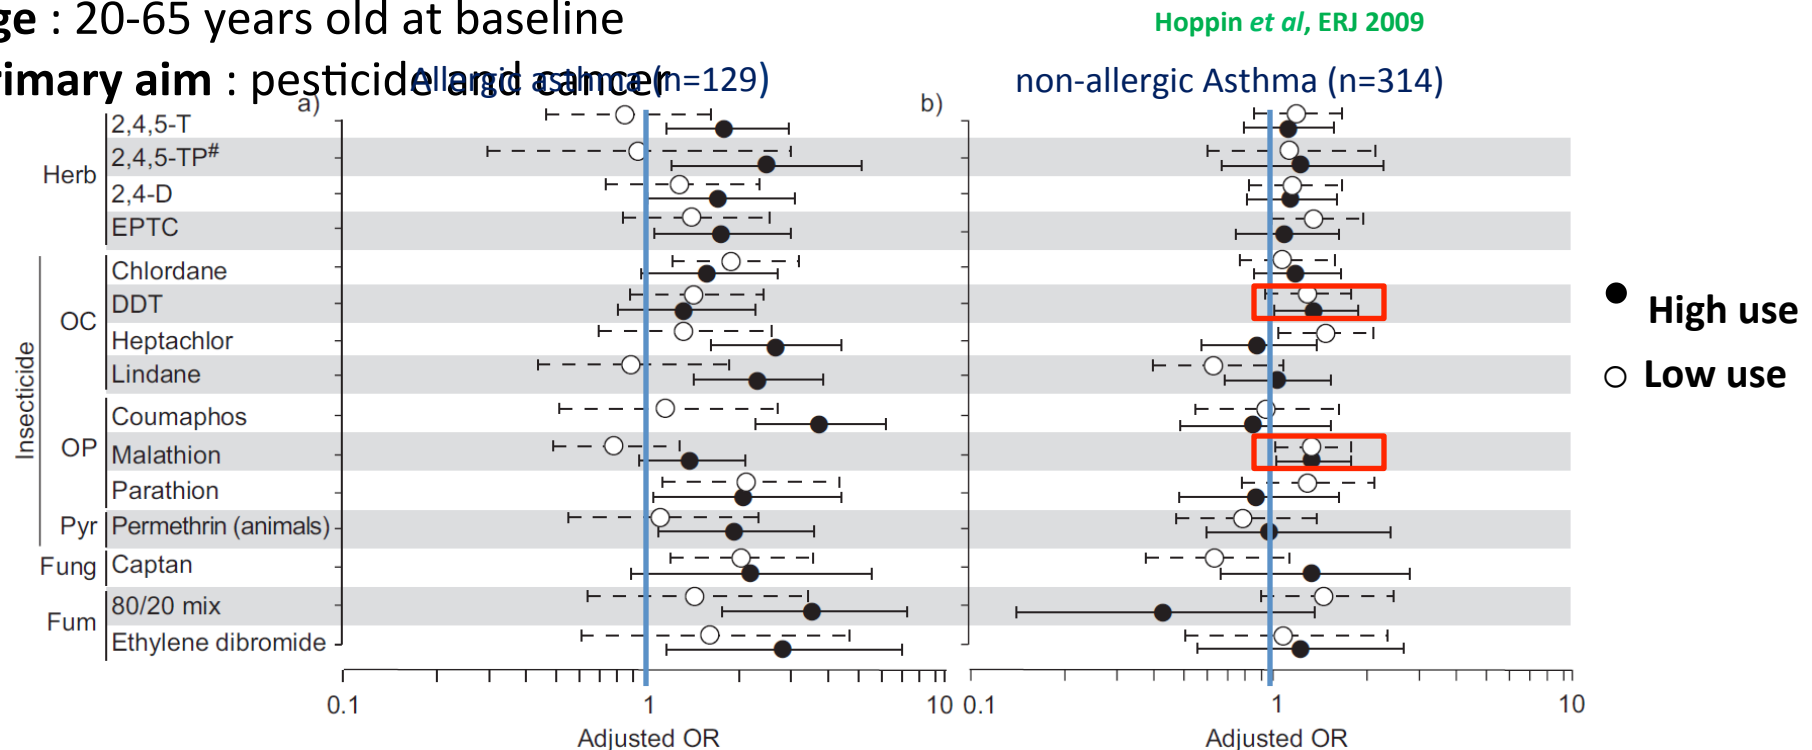 ge : 20-65 years old at baseline
Hoppin et al, ERJ 2009
rimary aim : pesticide and cancer
Allergic asthma (n=129)
non-allergic Asthma (n=314)
a)
b)
Herb
2,4,5-T
2,4,5-TP#
2,4-D
EPTC
Insecticide
OC
Chlordane
DDT
Heptachlor
Lindane
OP
Coumaphos
Malathion
Parathion
Pyr
Permethrin (animals)
Fung
Captan
Fum
80/20 mix
Ethylene dibromide
High use
Low use
0.1 1 10
0.1 1 10
Adjusted OR
Adjusted OR